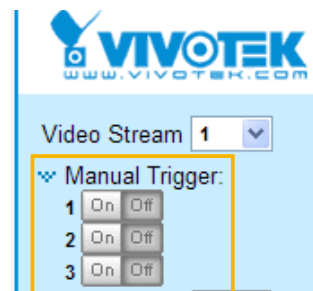 VIVOTEK
www.vivotek.com
Video Stream 1
Manual Trigger:
1 On Off
2 On Off
3 On Off